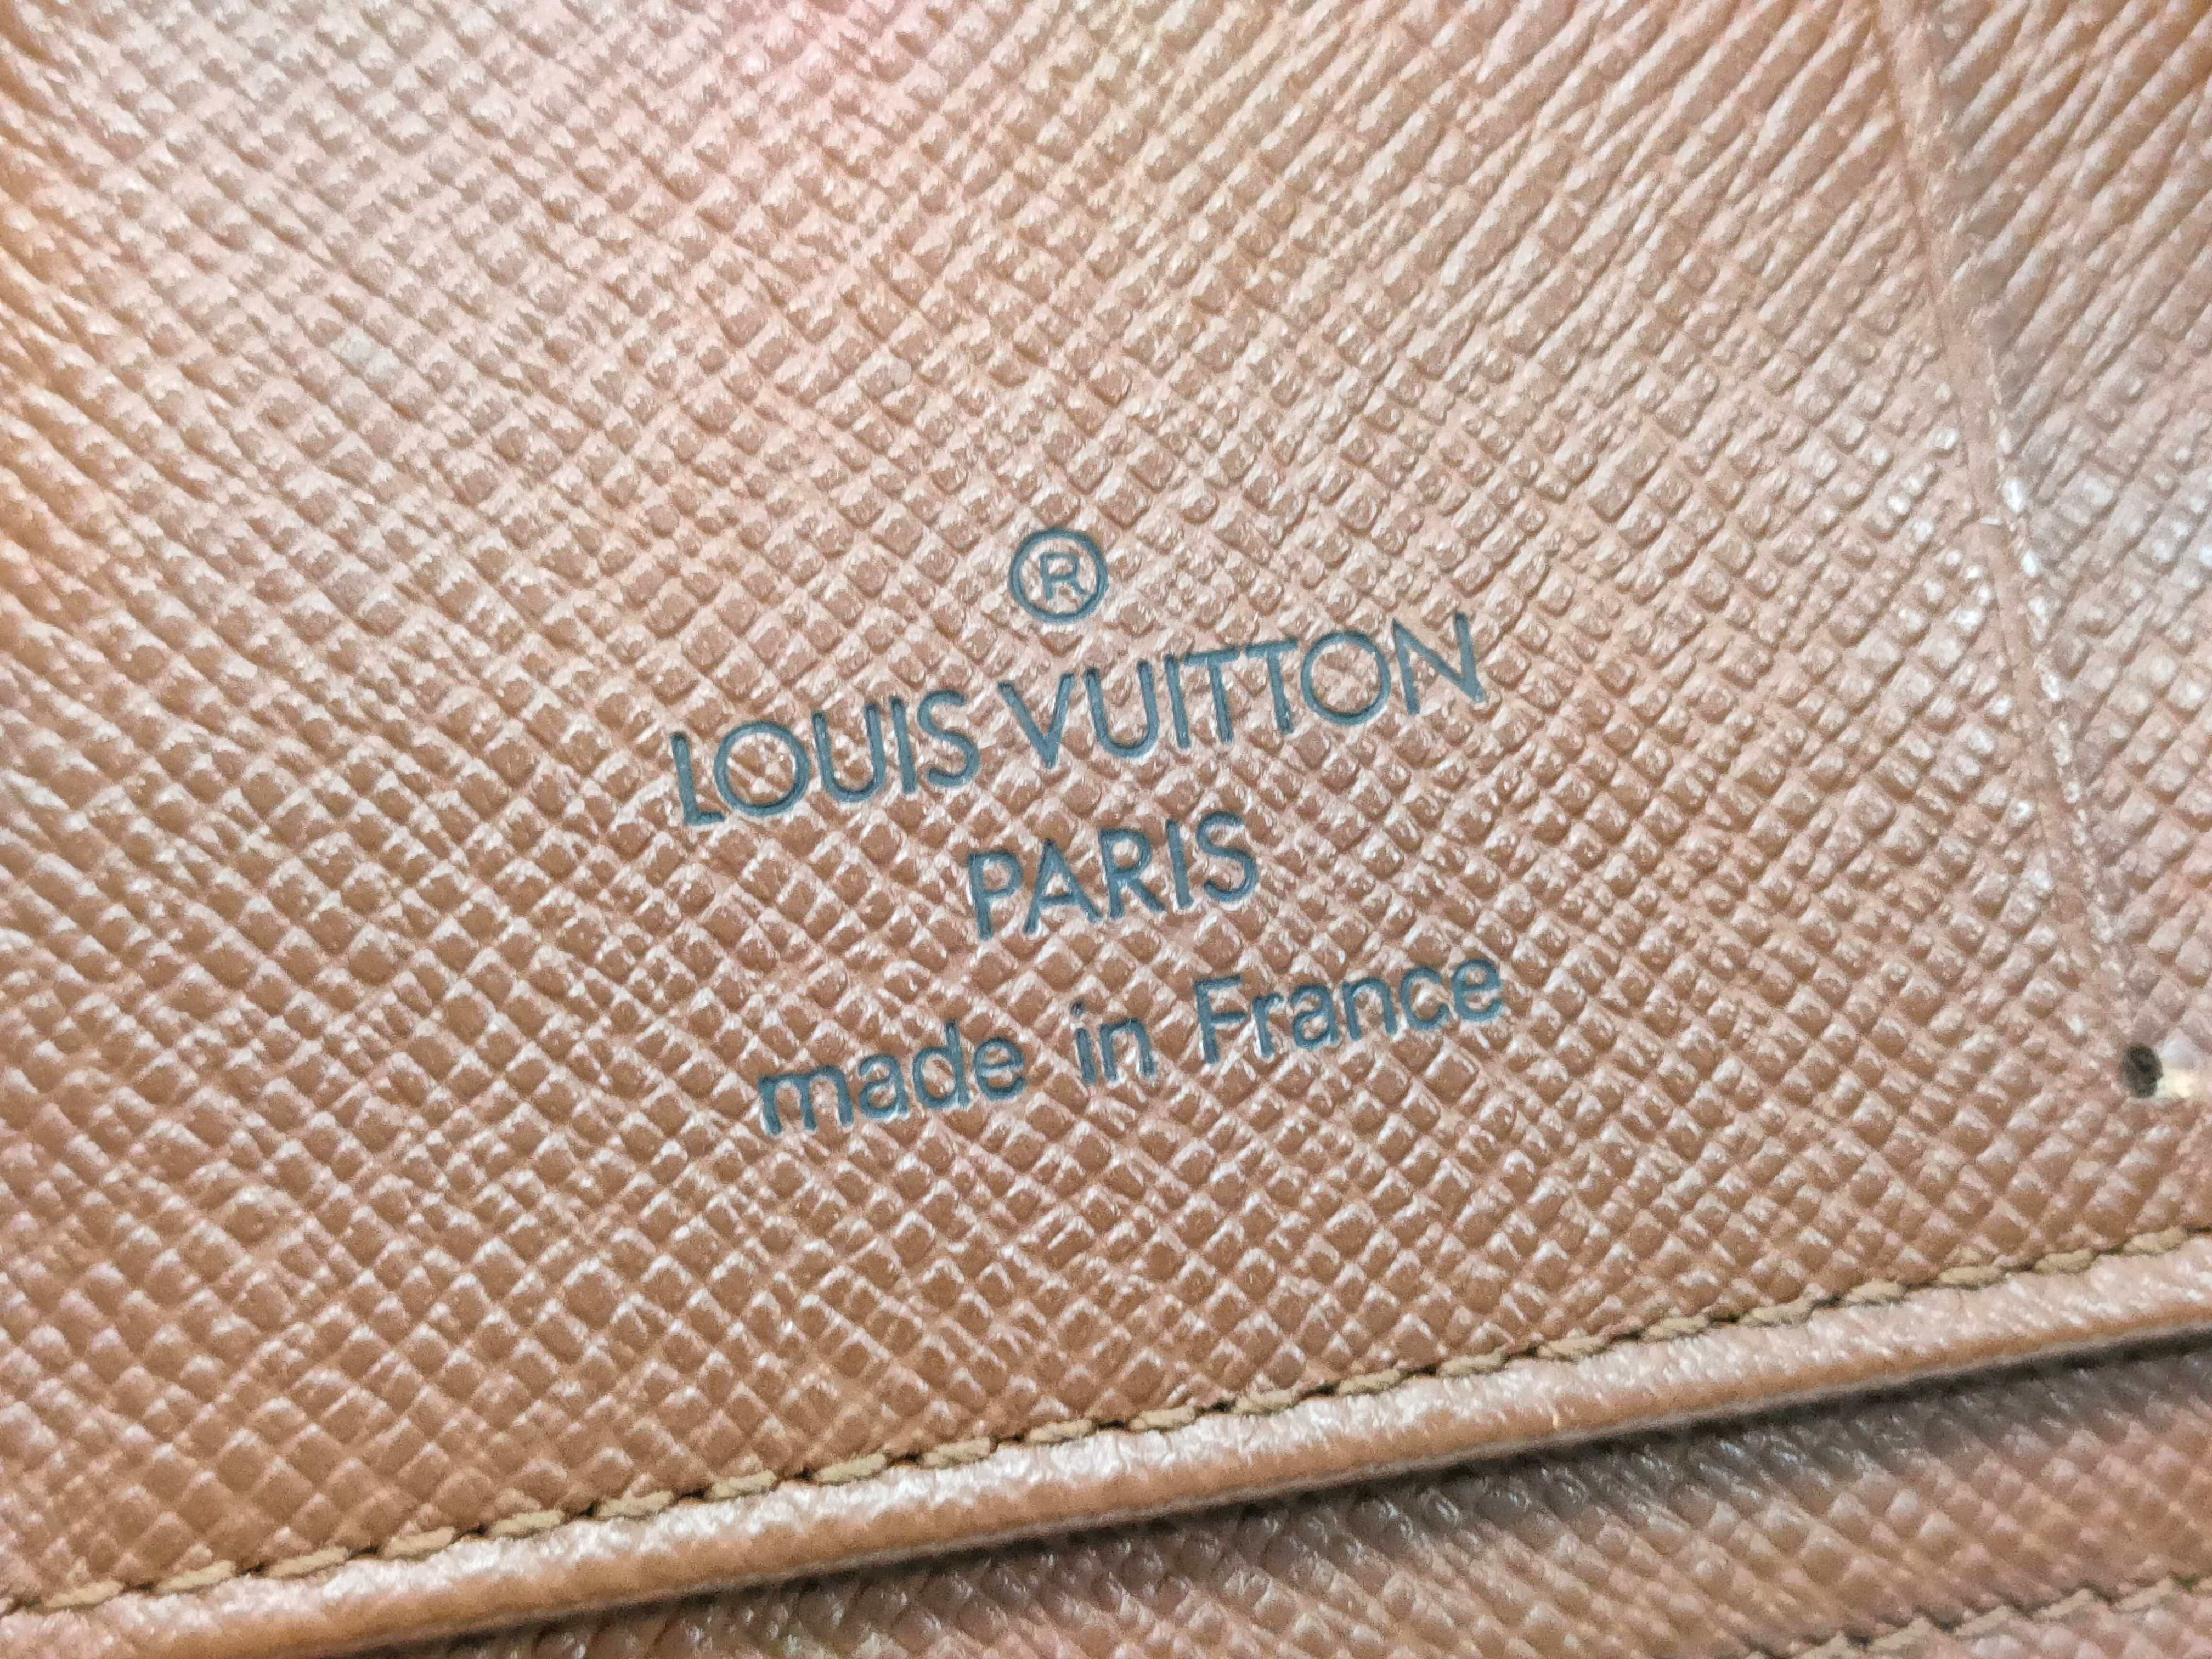 ®
LOUIS VUITTON
PARIS
made in France